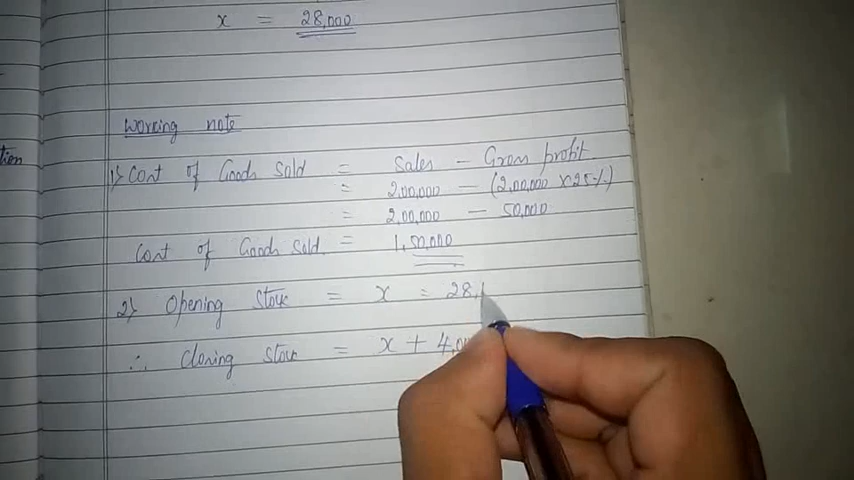 x = 28,000
Working note
tion
1) Cost of Goods Sold = Sales - Gross profit
= 2,00,000 - (2,00,000 x 25%)
= 2,00,000 - 50,000
Cost of Goods Sold = 1,50,000
2) Opening Stock = x = 28,
∴ Closing Stock = x + 4,00